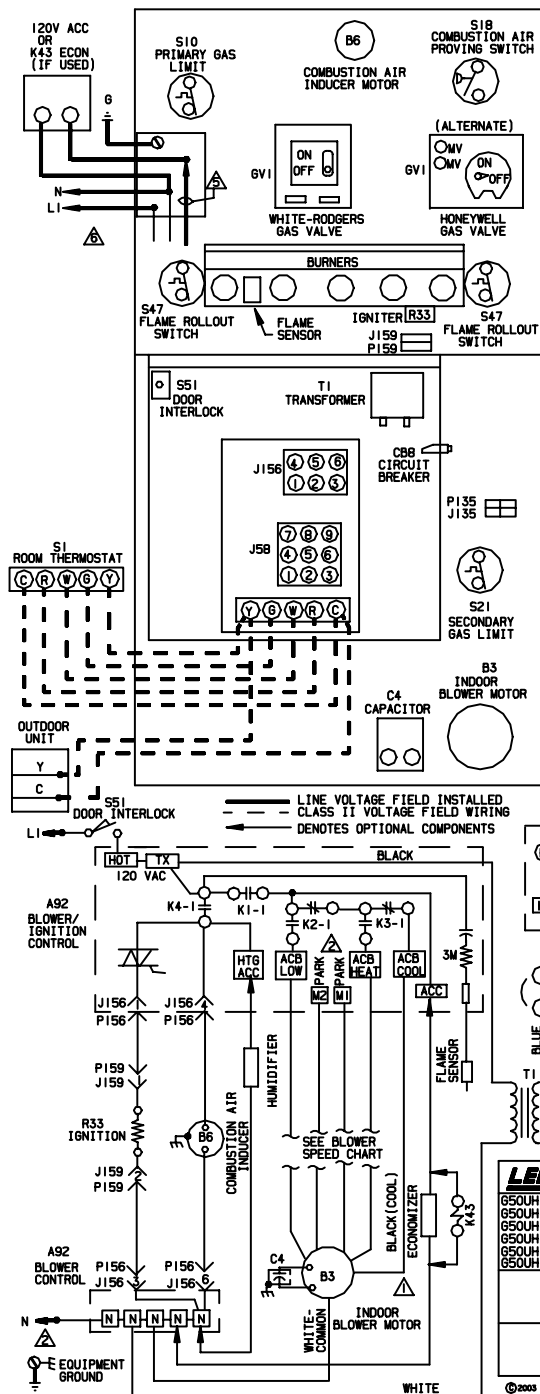 120V ACC
OR
K43 ECON
(IF USED)
G
N
L1
6
5
S10
PRIMARY GAS
LIMIT
B6
COMBUSTION AIR
INDUCER MOTOR
S18
COMBUSTION AIR
PROVING SWITCH
GV1
ON
OFF
WHITE-RODGERS
GAS VALVE
(ALTERNATE)
MV
MV
GV1
ON
OFF
HONEYWELL
GAS VALVE
BURNERS
S47
FLAME ROLLOUT
SWITCH
FLAME
SENSOR
IGNITER R33
J159
P159
S47
FLAME ROLLOUT
SWITCH
S51
DOOR
INTERLOCK
T1
TRANSFORMER
CB8
CIRCUIT
BREAKER
J156
4 5 6
1 2 3
J58
7 8 9
4 5 6
1 2 3
P135
J135
S1
ROOM THERMOSTAT
C R W G Y
Y G W R C
S21
SECONDARY
GAS LIMIT
C4
CAPACITOR
B3
INDOOR
BLOWER MOTOR
OUTDOOR
UNIT
Y
C
LINE VOLTAGE FIELD INSTALLED
CLASS II VOLTAGE FIELD WIRING
DENOTES OPTIONAL COMPONENTS
S51
DOOR INTERLOCK
L1
HOT TX
120 VAC
BLACK
A92
BLOWER/
IGNITION
CONTROL
K4-1
K1-1
K2-1
K3-1
2
HTG
ACC
ACB
LOW
PARK
M2
PARK
M1
ACB
HEAT
ACB
COOL
ACC
3M
J156
P156
J156
4
P156
P159
J159
1
R33
IGNITION
J159
2
P159
B6
COMBUSTION AIR
INDUCER
HUMIDIFIER
SEE BLOWER
SPEED CHART
BLACK(COOL)
ECONOMIZER
K43
FLAME
SENSOR
BLUE
T1
A92
BLOWER
CONTROL
P156
J156
3
P156
J156
6
C4
B3
1
INDOOR
BLOWER MOTOR
WHITE-
COMMON
N
2
N N N N N
EQUIPMENT
GROUND
WHITE
G50UH
G50UH
G50UH
G50UH
G50UH
G50UH
©2003